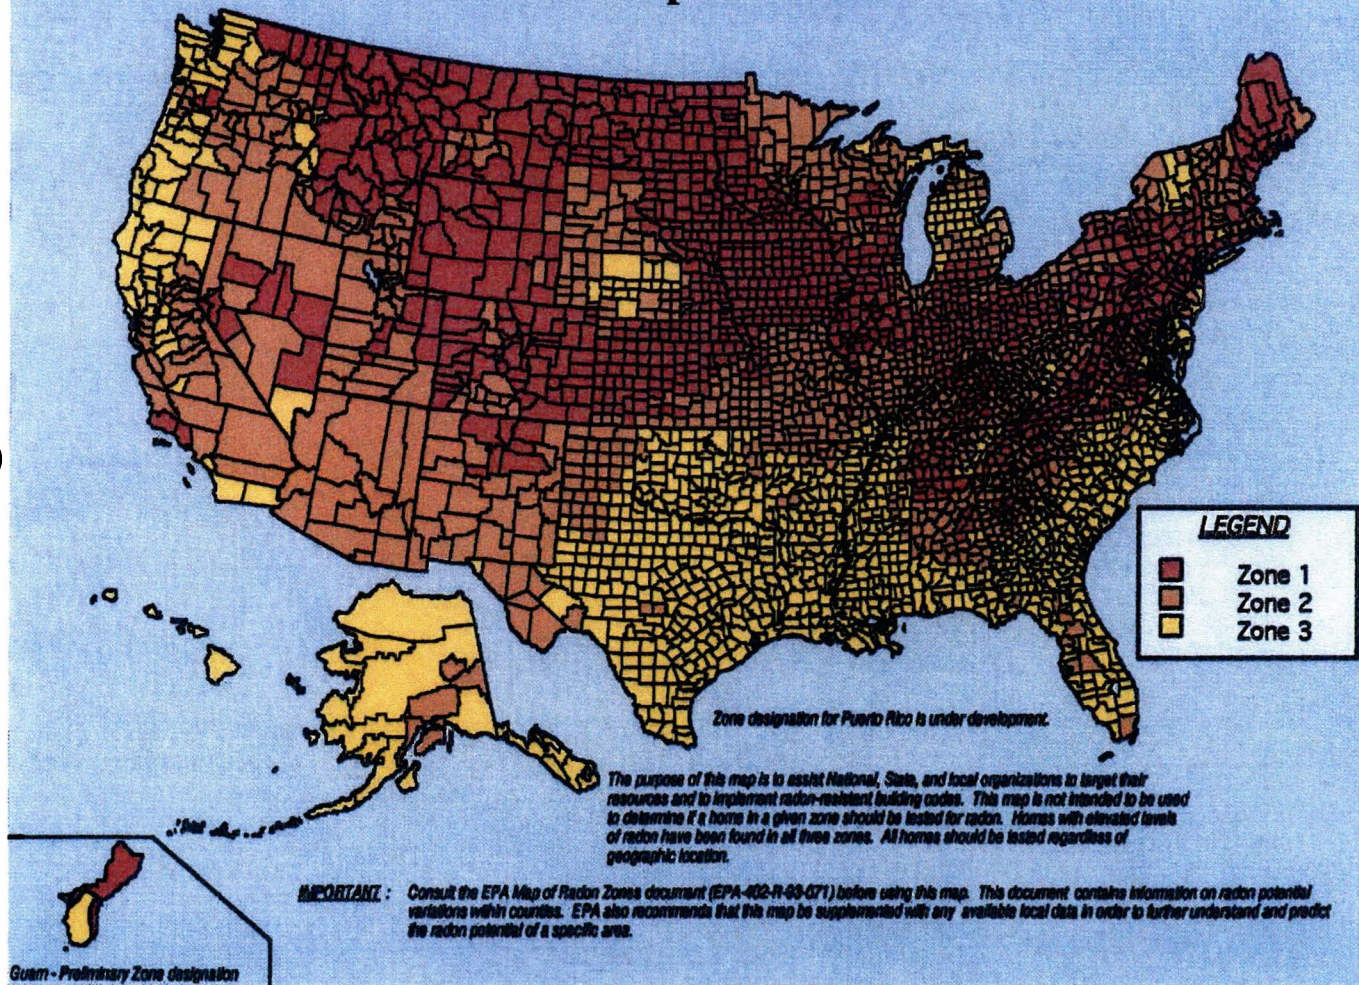 LEGEND
Zone 1
Zone 2
Zone 3
Zone designation for Puerto Rico is under development.
The purpose of this map is to assist National, State, and local organizations to target their
resources and to implement radon-resistant building codes. This map is not intended to be used
to determine if a home in a given zone should be tested for radon. Homes with elevated levels
of radon have been found in all three zones. All homes should be tested regardless of
geographic location.
IMPORTANT : Consult the EPA Map of Radon Zones document (EPA-402-R-93-071) before using this map. This document contains information on radon potential
variations within counties. EPA also recommends that this map be supplemented with any available local data in order to further understand and predict
the radon potential of a specific area.
Guam - Preliminary Zone designation